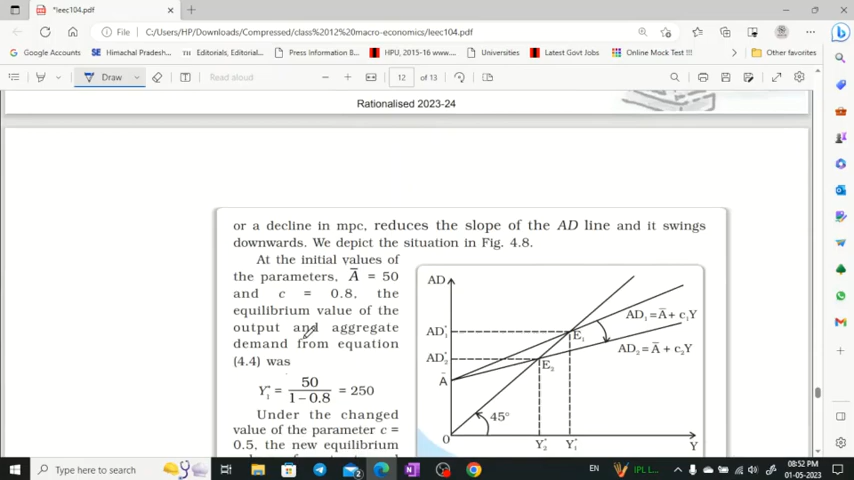 *leec104.pdf
File
C:/Users/HP/Downloads/Compressed/class%2012%20macro-economics/leec104.pdf
Google Accounts
Himachal Pradesh...
Editorials, Editorial...
Press Information B...
HPU, 2015-16 www....
Universities
Latest Govt Jobs
Online Mock Test !!!
Other favorites
Draw
Read aloud
12 of 13
Rationalised 2023-24
or a decline in mpc, reduces the slope of the AD line and it swings
downwards. We depict the situation in Fig. 4.8.
At the initial values of
the parameters, A̅ = 50
and c = 0.8, the
equilibrium value of the
output and aggregate
demand from equation
(4.4) was
Y₁* = 50 / (1 – 0.8) = 250
Under the changed
value of the parameter c =
0.5, the new equilibrium
AD
AD₁*
AD₂*
A̅
0
45°
E₁
E₂
AD₁ = A̅ + c₁Y
AD₂ = A̅ + c₂Y
Y₂*
Y₁*
Y
Type here to search
2
EN
IPL L...
08:52 PM
01-05-2023